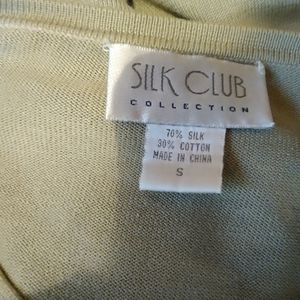 SILK CLUB
COLLECTION
70% SILK
30% COTTON
MADE IN CHINA
S